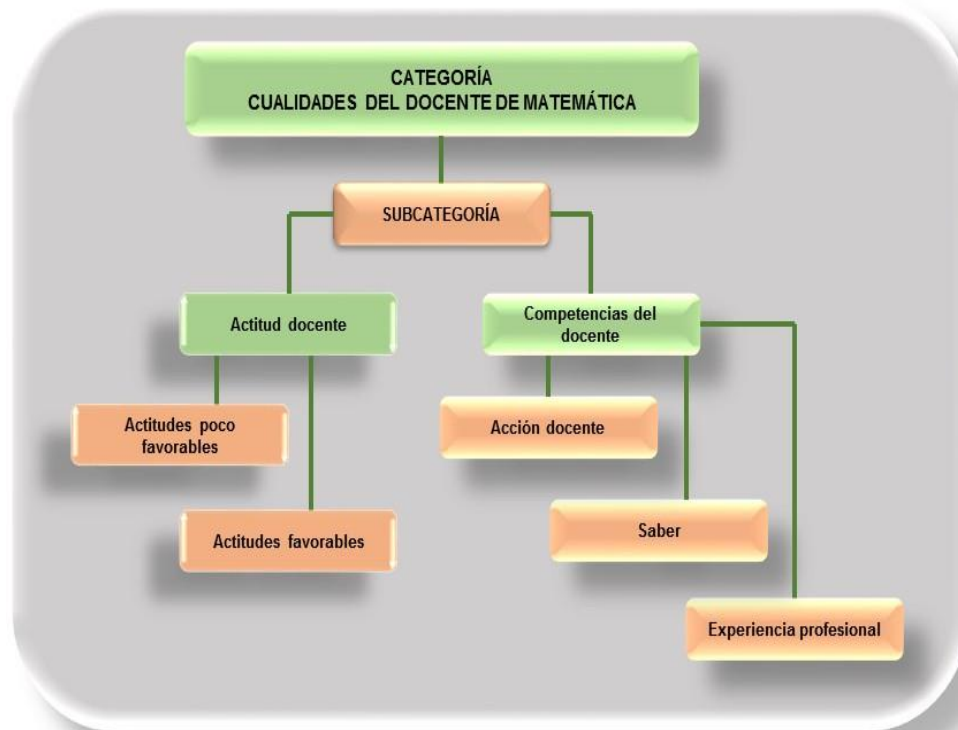 CATEGORÍA
CUALIDADES DEL DOCENTE DE MATEMÁTICA
SUBCATEGORÍA
Actitud docente
Competencias del
docente
Actitudes poco
favorables
Acción docente
Actitudes favorables
Saber
Experiencia profesional